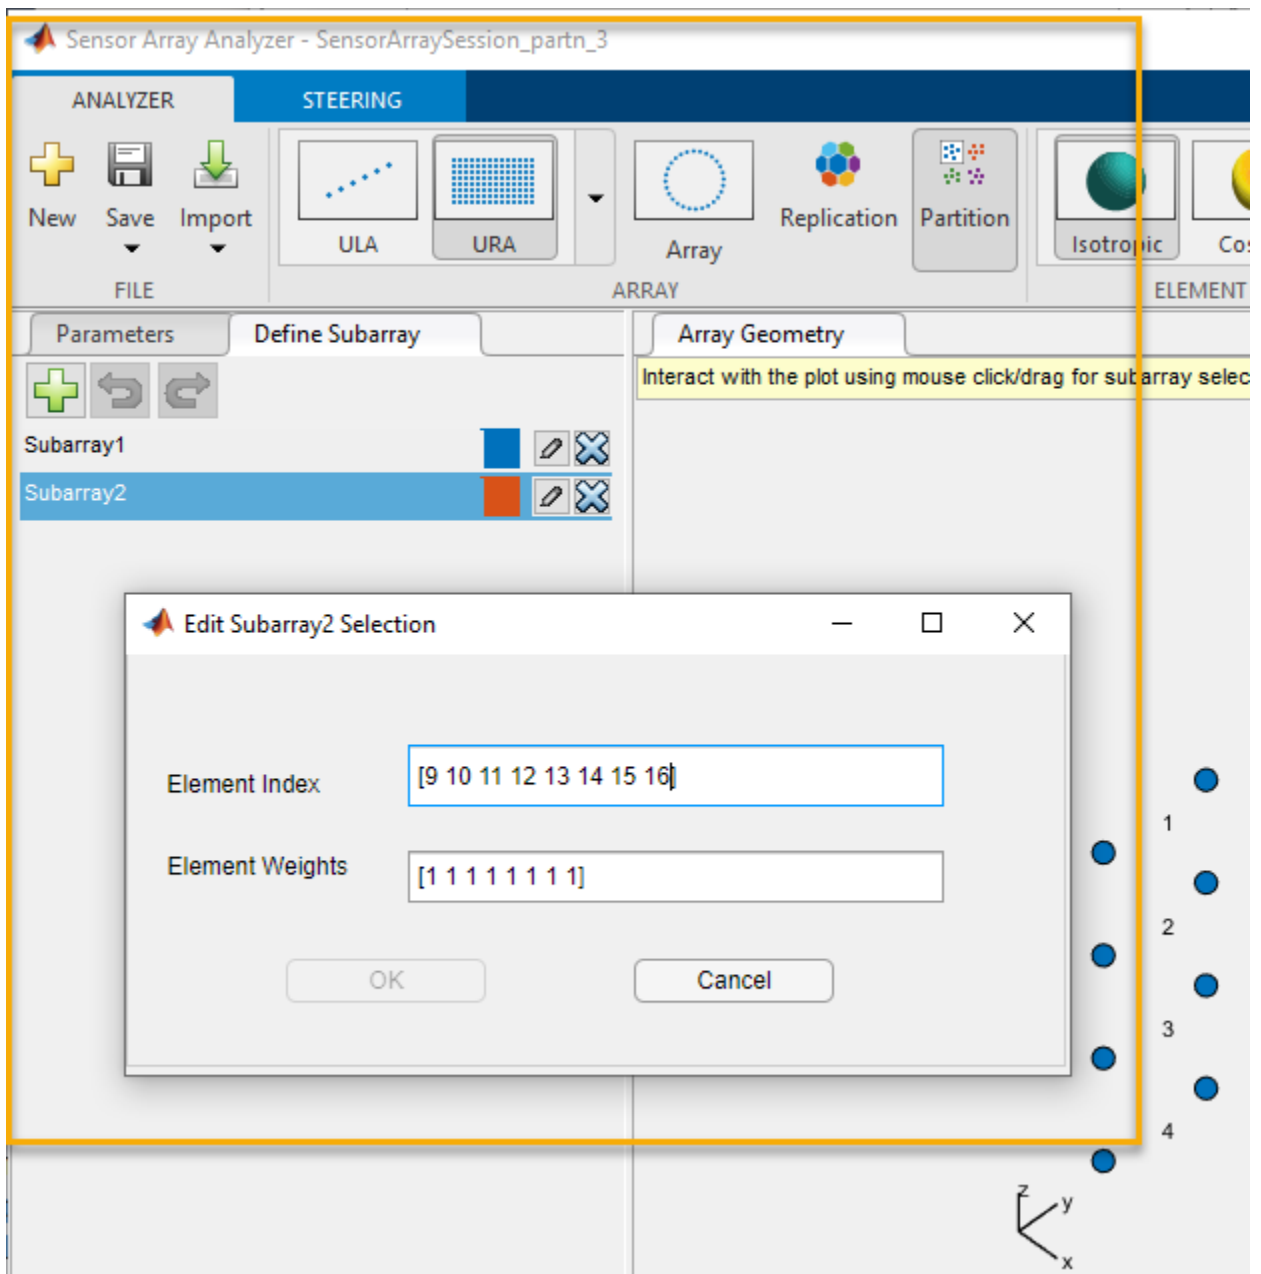 Sensor Array Analyzer - SensorArraySession_partn_3
ANALYZER STEERING
New Save Import ULA URA Array Replication Partition Isotropic Cos
FILE ARRAY ELEMENT
Parameters Define Subarray Array Geometry
Interact with the plot using mouse click/drag for subarray selec
Subarray1
Subarray2
Edit Subarray2 Selection
Element Index [9 10 11 12 13 14 15 16]
Element Weights [1 1 1 1 1 1 1 1]
OK Cancel
1
2
3
4
z
y
x